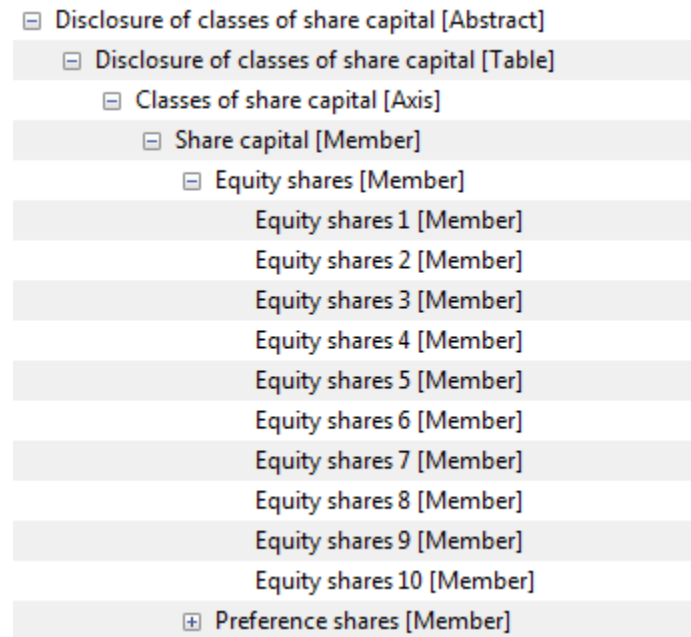 Disclosure of classes of share capital [Abstract]
Disclosure of classes of share capital [Table]
Classes of share capital [Axis]
Share capital [Member]
Equity shares [Member]
Equity shares 1 [Member]
Equity shares 2 [Member]
Equity shares 3 [Member]
Equity shares 4 [Member]
Equity shares 5 [Member]
Equity shares 6 [Member]
Equity shares 7 [Member]
Equity shares 8 [Member]
Equity shares 9 [Member]
Equity shares 10 [Member]
Preference shares [Member]